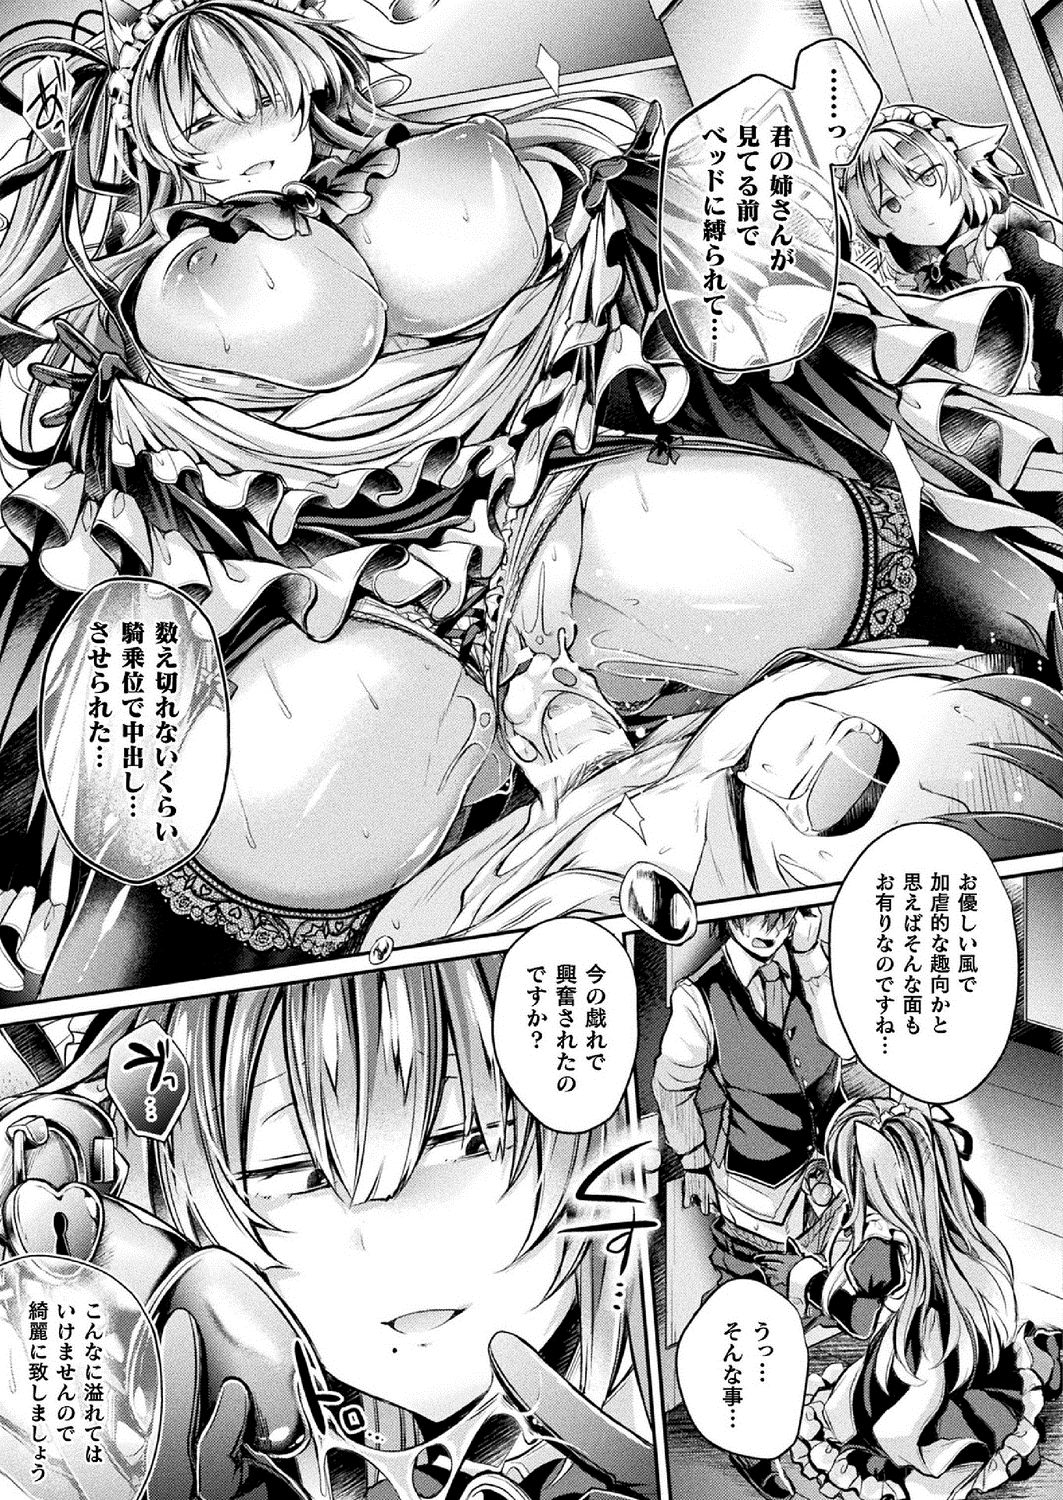 ………っ
君の姉さんが
見てる前で
ベッドに縛られて…
あっ
数え切れないくらい
騎乗位で中出し…
させられた…
お優しい風で
加虐的な趣向かと
思えばそんな面も
お有りなのですね…
うっ…
そんな事…
今の戯れで
興奮されたの
ですか？
くすっ
こんなに溢れては
いけませんので
綺麗に致しましょう